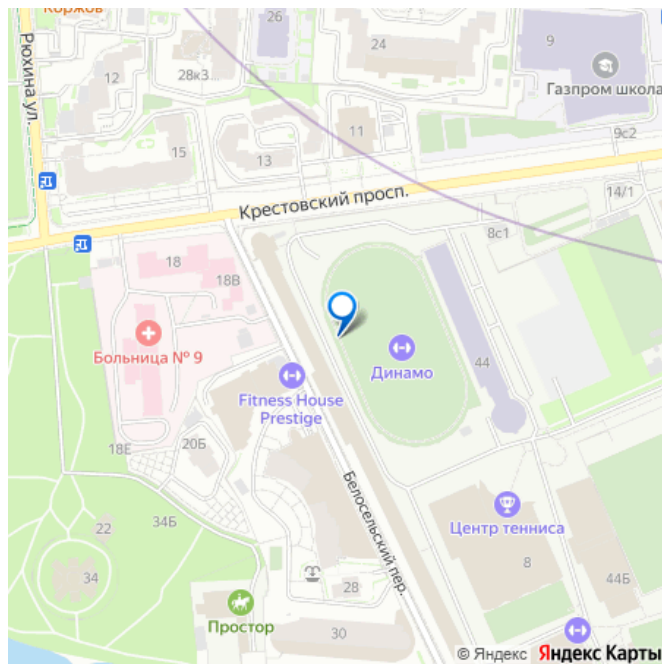 Коржов
26
24
9
Рюхина ул.
12
28к3...
Газпром школа
11
15
13
9с2
Крестовский просп.
14/1
8с1
18
18В
Больница № 9
Динамо
44
Fitness House
Prestige
18Е
20Б
Белосельский пер.
Центр тенниса
34Б
22
8
34
44Б
28
Простор
30
© Яндекс Яндекс Карты